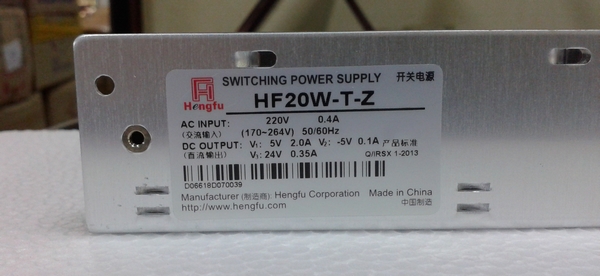 SWITCHING POWER SUPPLY 开关电源
Hengfu
HF20W-T-Z
AC INPUT: 220V 0.4A
(交流输入) (170~264V) 50/60Hz
DC OUTPUT: V₁: 5V 2.0A V₂: -5V 0.1A 产品标准
(直流输出) V₃: 24V 0.35A Q/IRSX 1-2013
D06618D070039
Manufacturer (制造商): Hengfu Corporation Made in China
http://www.hengfu.com 中国制造